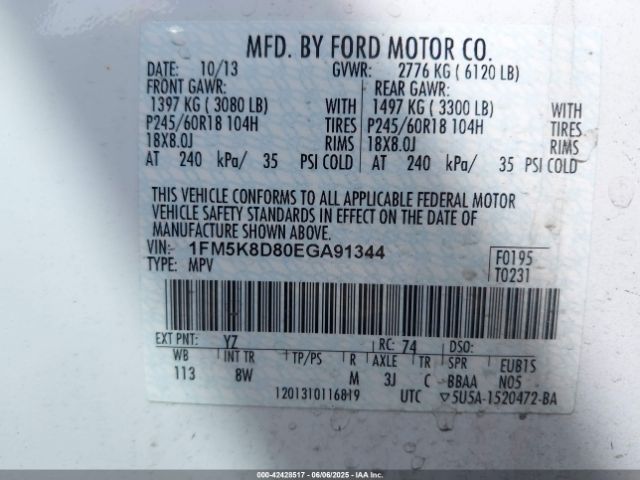 MFD. BY FORD MOTOR CO.
DATE: 10/13 GVWR: 2776 KG ( 6120 LB)
FRONT GAWR: REAR GAWR:
1397 KG ( 3080 LB) WITH 1497 KG ( 3300 LB) WITH
P245/60R18 104H TIRES P245/60R18 104H TIRES
18X8.0J RIMS 18X8.0J RIMS
AT 240 kPa/ 35 PSI COLD AT 240 kPa/ 35 PSI COLD
THIS VEHICLE CONFORMS TO ALL APPLICABLE FEDERAL MOTOR
VEHICLE SAFETY STANDARDS IN EFFECT ON THE DATE OF
MANUFACTURE SHOWN ABOVE.
VIN: 1FM5K8D80EGA91344 F0195
TYPE: MPV T0231
EXT PNT: YZ RC: 74 DSO:
WB INT TR TP/PS R AXLE TR SPR EUB1S
113 8W M 3J C BBAA N05
1201310116819 UTC ▽5U5A-1520472-BA
000-42428517 - 06/06/2025 - IAA Inc.